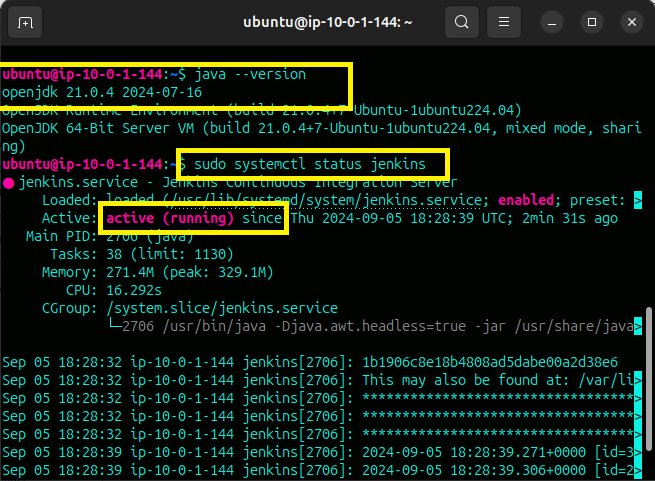 ubuntu@ip-10-0-1-144: ~
ubuntu@ip-10-0-1-144:~$ java --version
openjdk 21.0.4 2024-07-16
OpenJDK Runtime Environment (build 21.0.4+7-Ubuntu-1ubuntu224.04)
OpenJDK 64-Bit Server VM (build 21.0.4+7-Ubuntu-1ubuntu224.04, mixed mode, shari
ng)
ubuntu@ip-10-0-1-144:~$ sudo systemctl status jenkins
● jenkins.service - Jenkins Continuous Integration Server
Loaded: loaded (/usr/lib/systemd/system/jenkins.service; enabled; preset: >
Active: active (running) since Thu 2024-09-05 18:28:39 UTC; 2min 31s ago
Main PID: 2706 (java)
Tasks: 38 (limit: 1130)
Memory: 271.4M (peak: 329.1M)
CPU: 16.292s
CGroup: /system.slice/jenkins.service
└─2706 /usr/bin/java -Djava.awt.headless=true -jar /usr/share/java>
Sep 05 18:28:32 ip-10-0-1-144 jenkins[2706]: 1b1906c8e18b4808ad5dabe00a2d38e6
Sep 05 18:28:32 ip-10-0-1-144 jenkins[2706]: This may also be found at: /var/li>
Sep 05 18:28:32 ip-10-0-1-144 jenkins[2706]: **********************************>
Sep 05 18:28:32 ip-10-0-1-144 jenkins[2706]: **********************************>
Sep 05 18:28:32 ip-10-0-1-144 jenkins[2706]: **********************************>
Sep 05 18:28:39 ip-10-0-1-144 jenkins[2706]: 2024-09-05 18:28:39.271+0000 [id=3>
Sep 05 18:28:39 ip-10-0-1-144 jenkins[2706]: 2024-09-05 18:28:39.306+0000 [id=2>